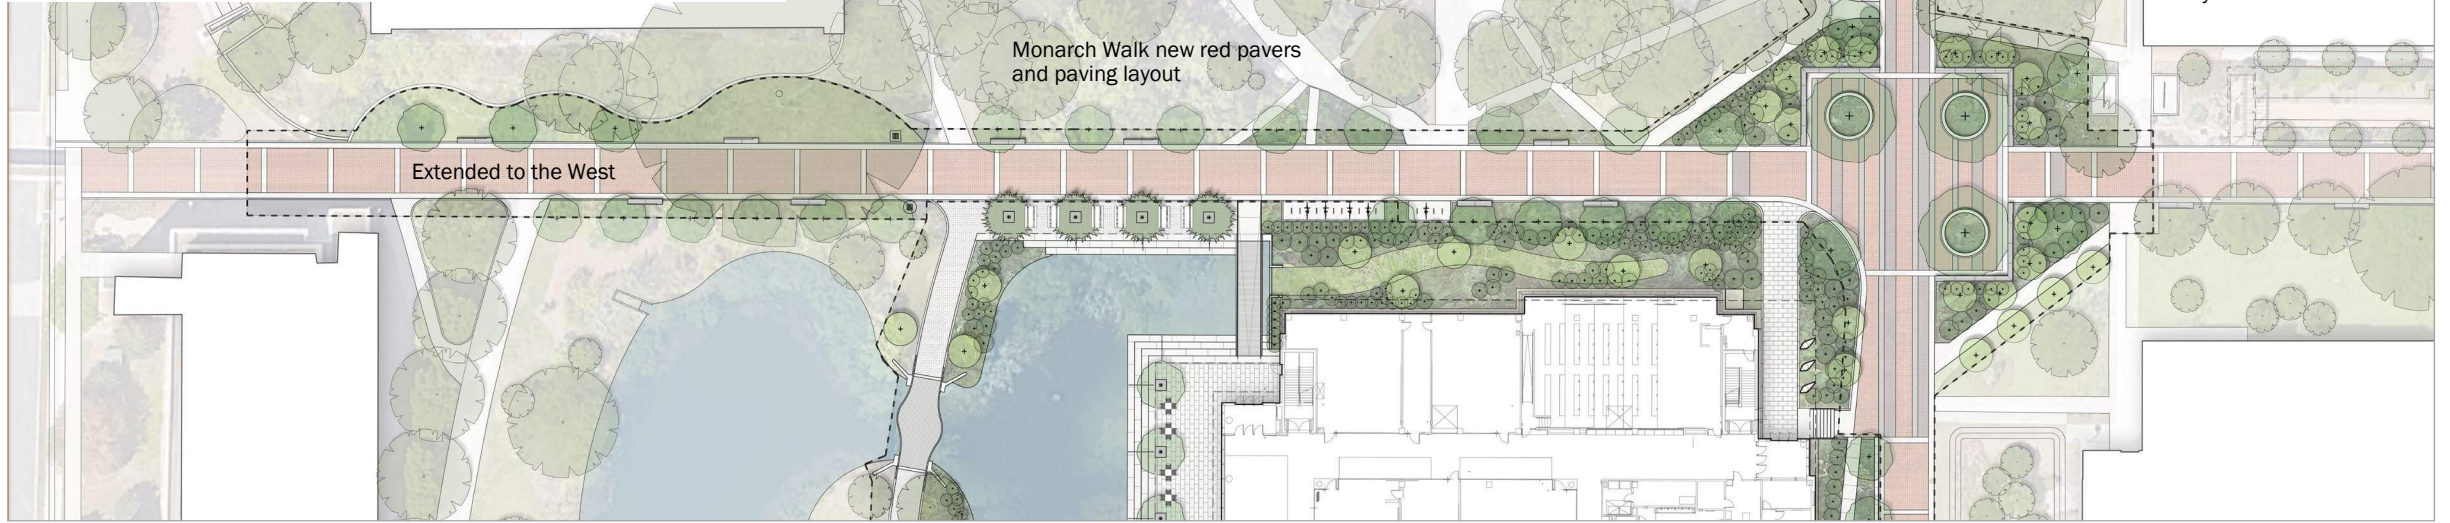 Monarch Walk new red pavers
and paving layout
Extended to the West